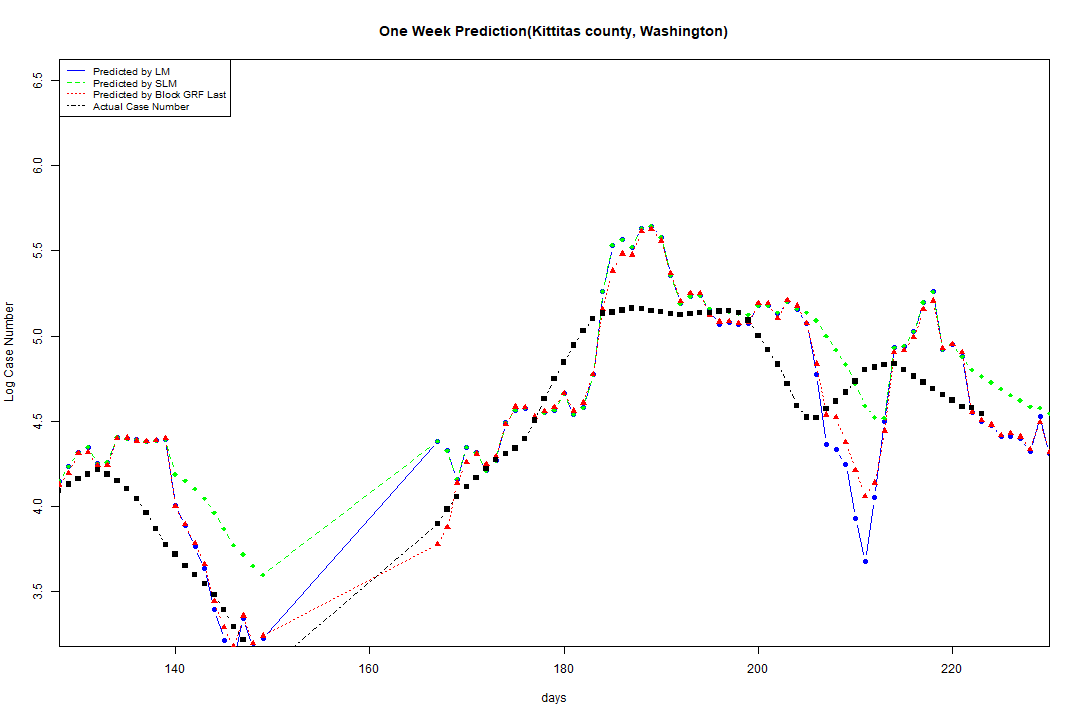 One Week Prediction(Kittitas county, Washington)
Predicted by LM
Predicted by SLM
Predicted by Block GRF Last
Actual Case Number
6.5
6.0
5.5
5.0
4.5
4.0
3.5
Log Case Number
140 160 180 200 220
days